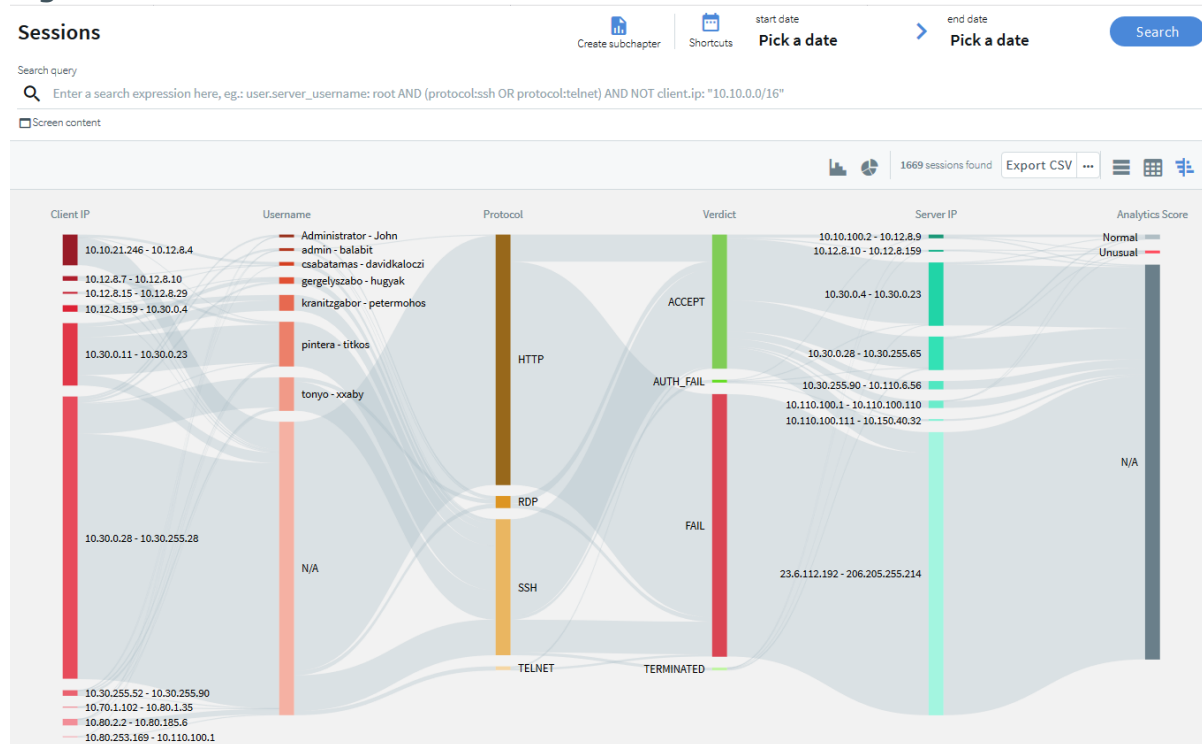 Sessions
Create subchapter
Shortcuts
start date
Pick a date
end date
Pick a date
Search
Search query
Enter a search expression here, eg.: user.server_username: root AND (protocol:ssh OR protocol:telnet) AND NOT client.ip: "10.10.0.0/16"
Screen content
1669 sessions found
Export CSV
...
Client IP
Username
Protocol
Verdict
Server IP
Analytics Score
10.10.21.246 - 10.12.8.4
10.12.8.7 - 10.12.8.10
10.12.8.15 - 10.12.8.29
10.12.8.159 - 10.30.0.4
10.30.0.11 - 10.30.0.23
10.30.0.28 - 10.30.255.28
10.30.255.52 - 10.30.255.90
10.70.1.102 - 10.80.1.35
10.80.2.2 - 10.80.185.6
10.80.253.169 - 10.110.100.1
Administrator - John
admin - balabit
csabatamas - davidkaloczi
gergelyszabo - hugyak
kranitzgabor - petermohos
pintera - titkos
tonyo - xxaby
N/A
HTTP
RDP
SSH
TELNET
ACCEPT
AUTH_FAIL
FAIL
TERMINATED
10.10.100.2 - 10.12.8.9
10.12.8.10 - 10.12.8.159
10.30.0.4 - 10.30.0.23
10.30.0.28 - 10.30.255.65
10.30.255.90 - 10.110.6.56
10.110.100.1 - 10.110.100.110
10.110.100.111 - 10.150.40.32
23.6.112.192 - 206.205.255.214
Normal
Unusual
N/A